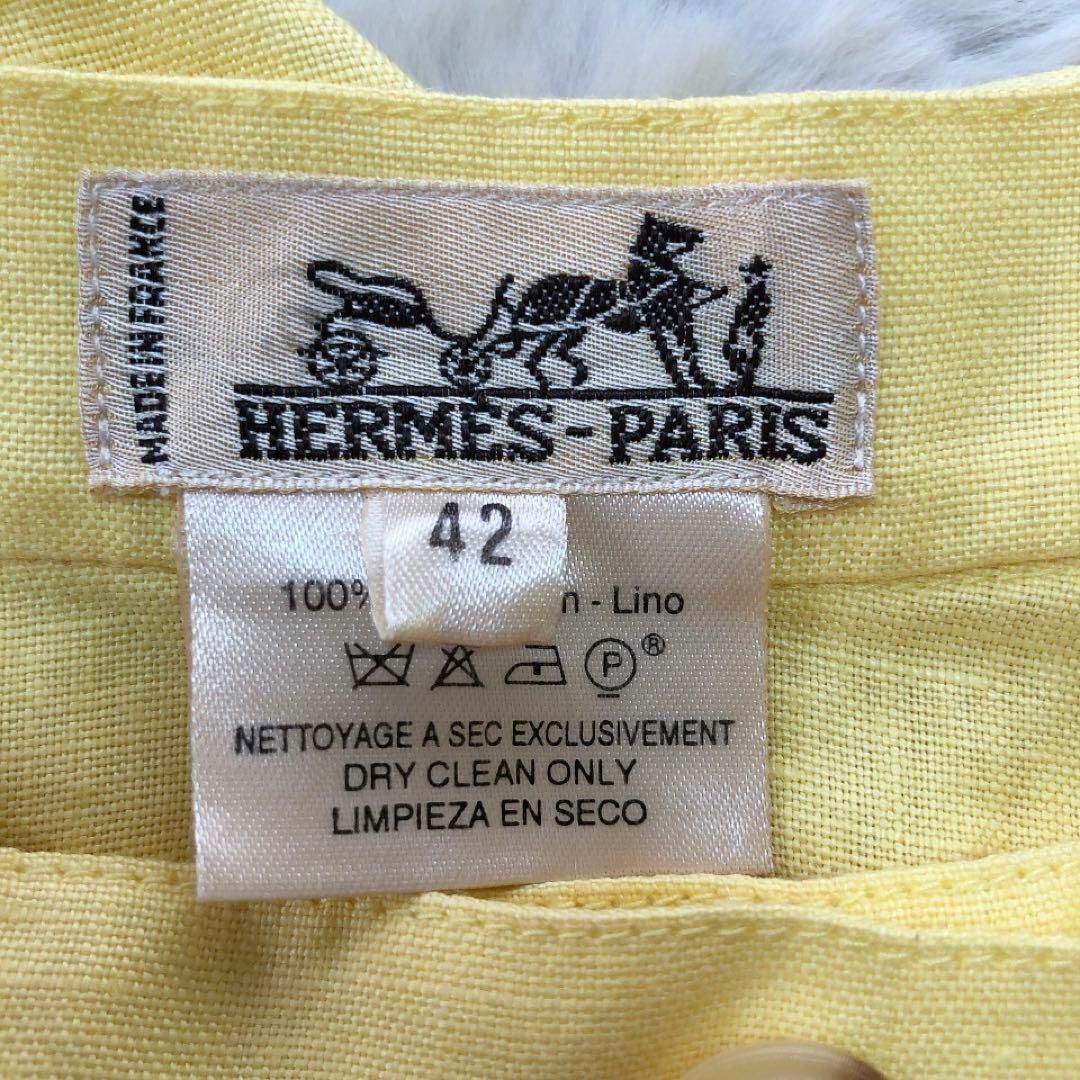 MADE IN FRANCE
HERMES-PARIS
42
100% - Lino
P ®
NETTOYAGE A SEC EXCLUSIVEMENT
DRY CLEAN ONLY
LIMPIEZA EN SECO